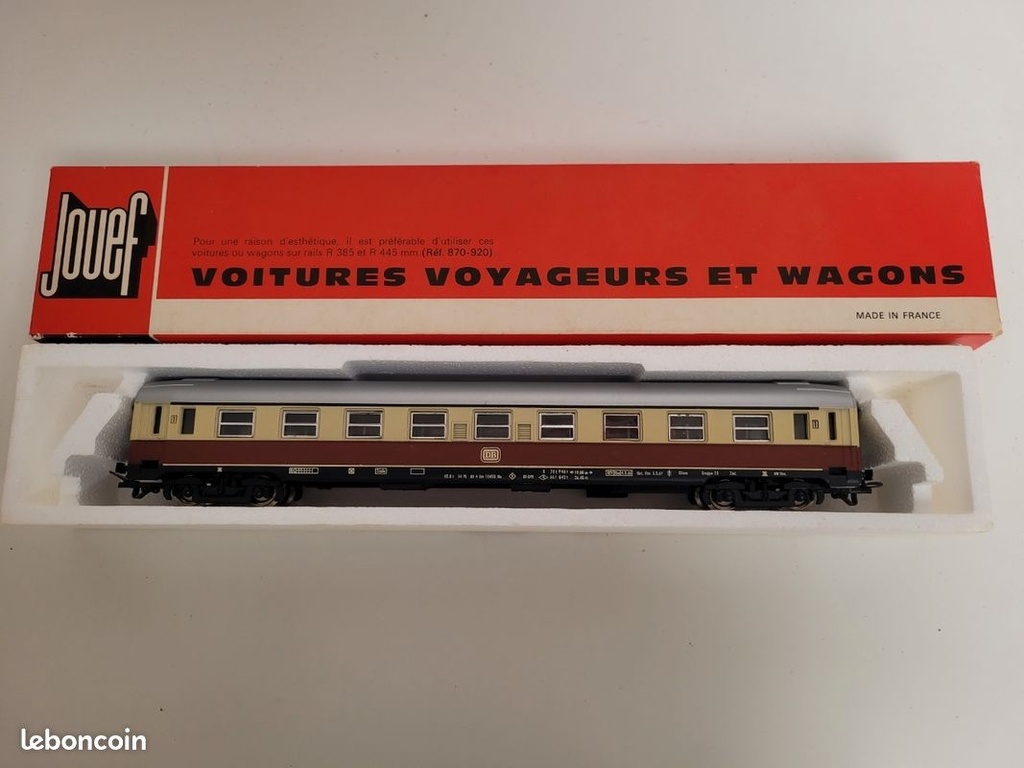 Jouef
Pour une raison d'esthétique, il est préférable d'utiliser ces
voitures ou wagons sur rails R 385 et R 445 mm (Réf. 870-920)
VOITURES VOYAGEURS ET WAGONS
MADE IN FRANCE
DB
leboncoin